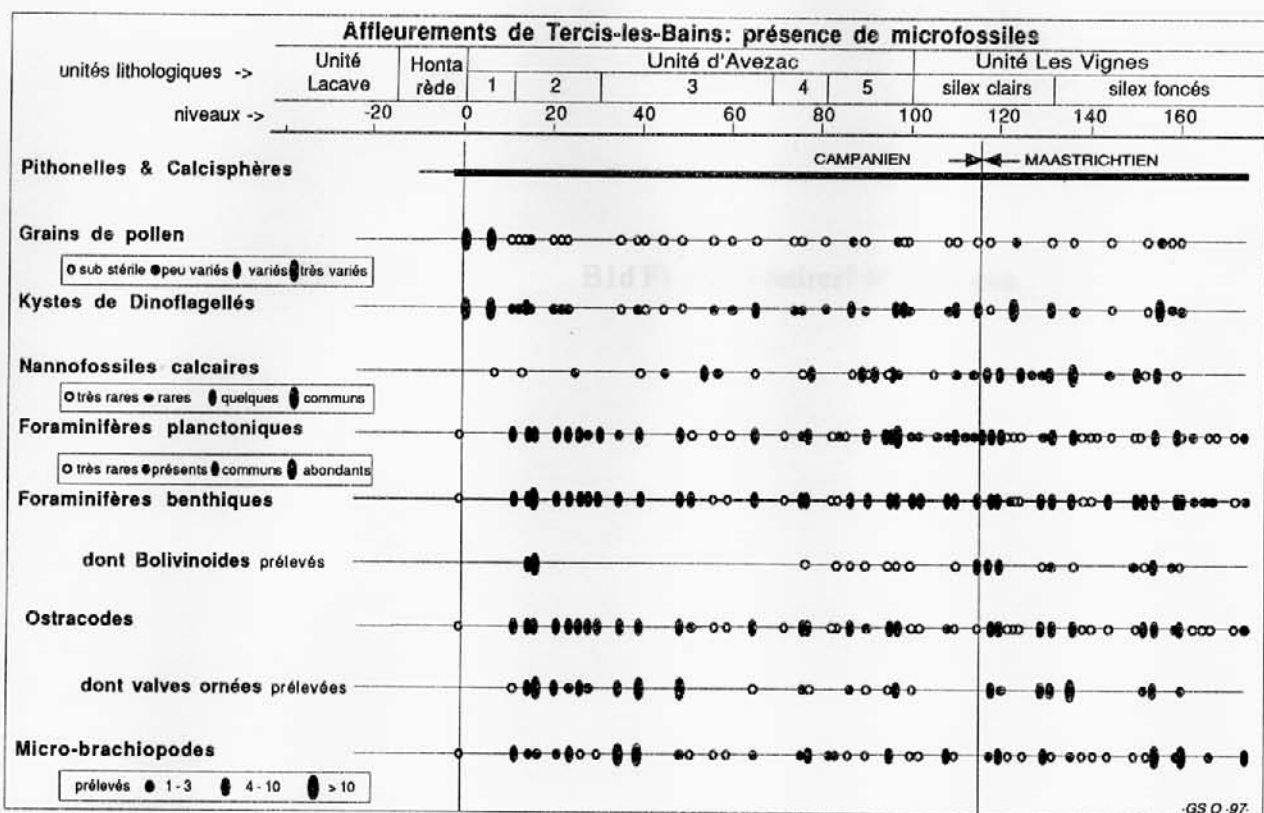 Affleurements de Tercis-les-Bains: présence de microfossiles
unités lithologiques -> Unité Lacave Honta rède Unité d'Avezac Unité Les Vignes
1 2 3 4 5 silex clairs silex foncés
niveaux -> -20 0 20 40 60 80 100 120 140 160
CAMPANIEN MAASTRICHTIEN
Pithonelles & Calcisphères
Grains de pollen
sub stérile peu variés variés très variés
Kystes de Dinoflagellés
Nannofossiles calcaires
très rares rares quelques communs
Foraminifères planctoniques
très rares présents communs abondants
Foraminifères benthiques
dont Bolivinoides prélevés
Ostracodes
dont valves ornées prélevées
Micro-brachiopodes
prélevés 1 - 3 4 - 10 > 10
-GS O -97-